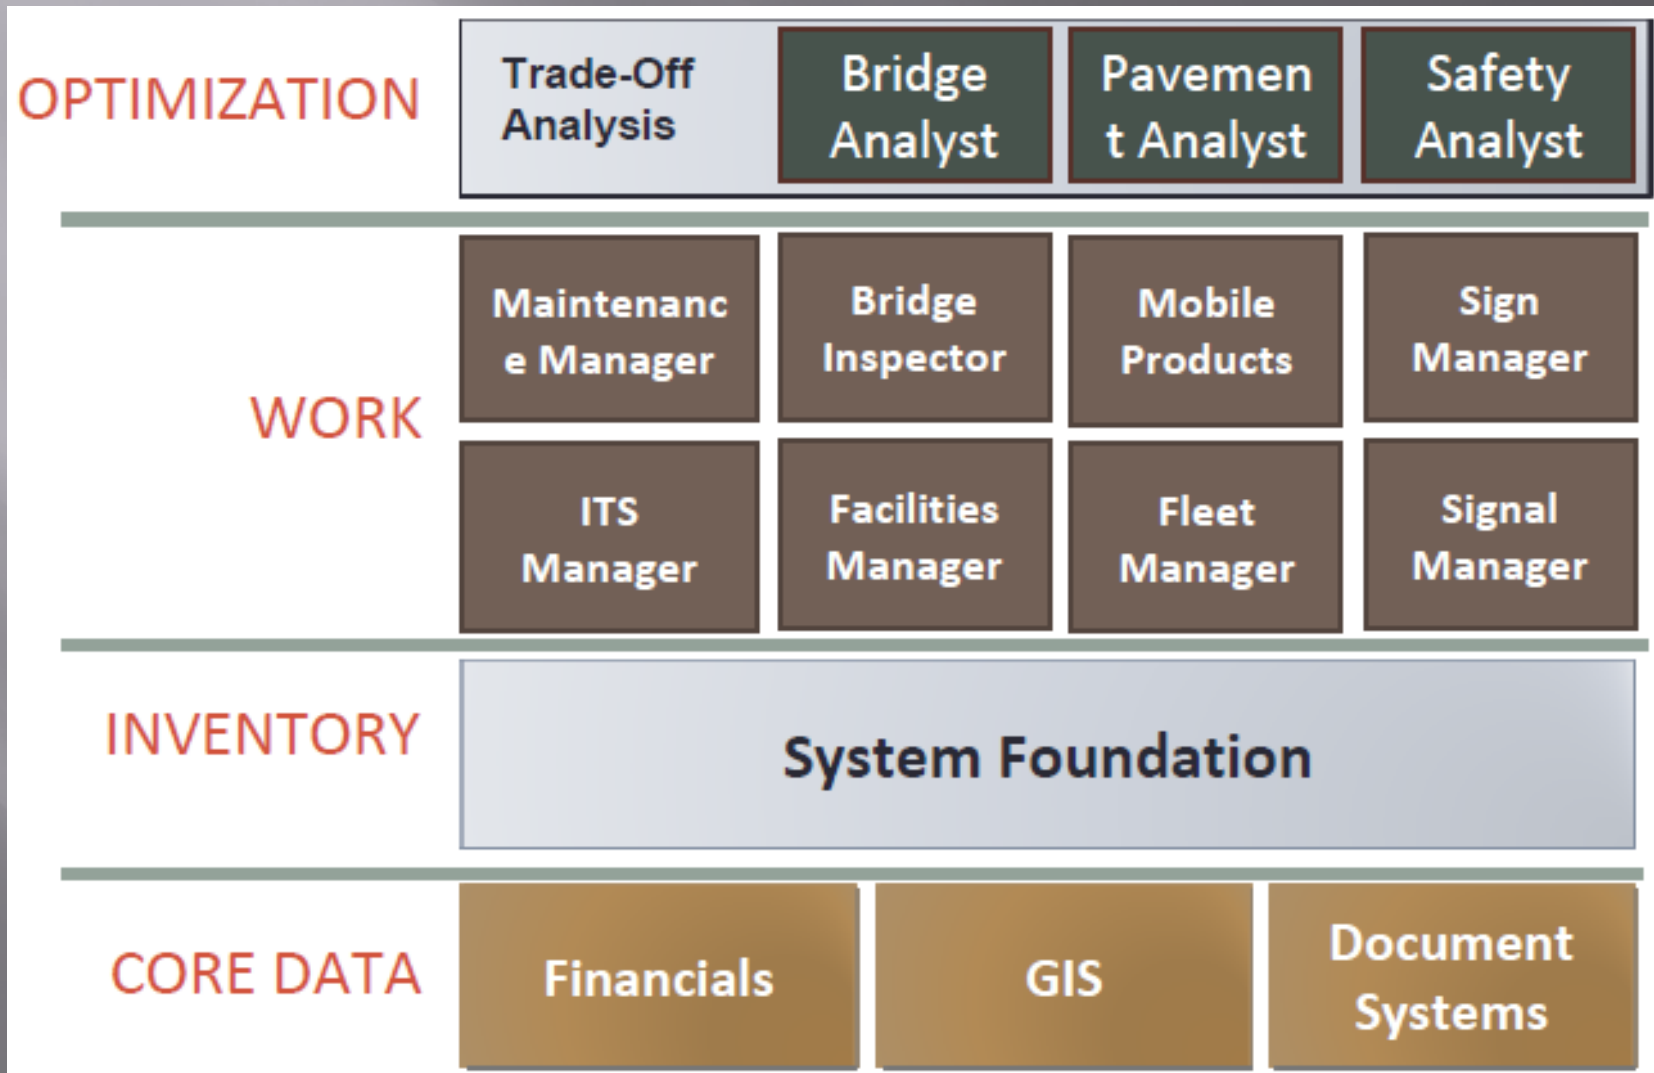 OPTIMIZATION
Trade-Off
Analysis
Bridge
Analyst
Pavemen
t Analyst
Safety
Analyst
WORK
Maintenanc
e Manager
Bridge
Inspector
Mobile
Products
Sign
Manager
ITS
Manager
Facilities
Manager
Fleet
Manager
Signal
Manager
INVENTORY
System Foundation
CORE DATA
Financials
GIS
Document
Systems